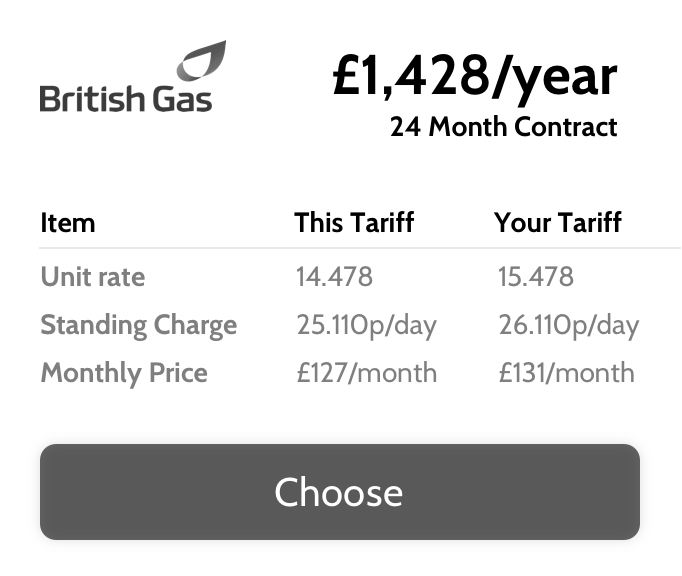 British Gas
£1,428/year
24 Month Contract
Item This Tariff Your Tariff
Unit rate 14.478 15.478
Standing Charge 25.110p/day 26.110p/day
Monthly Price £127/month £131/month
Choose